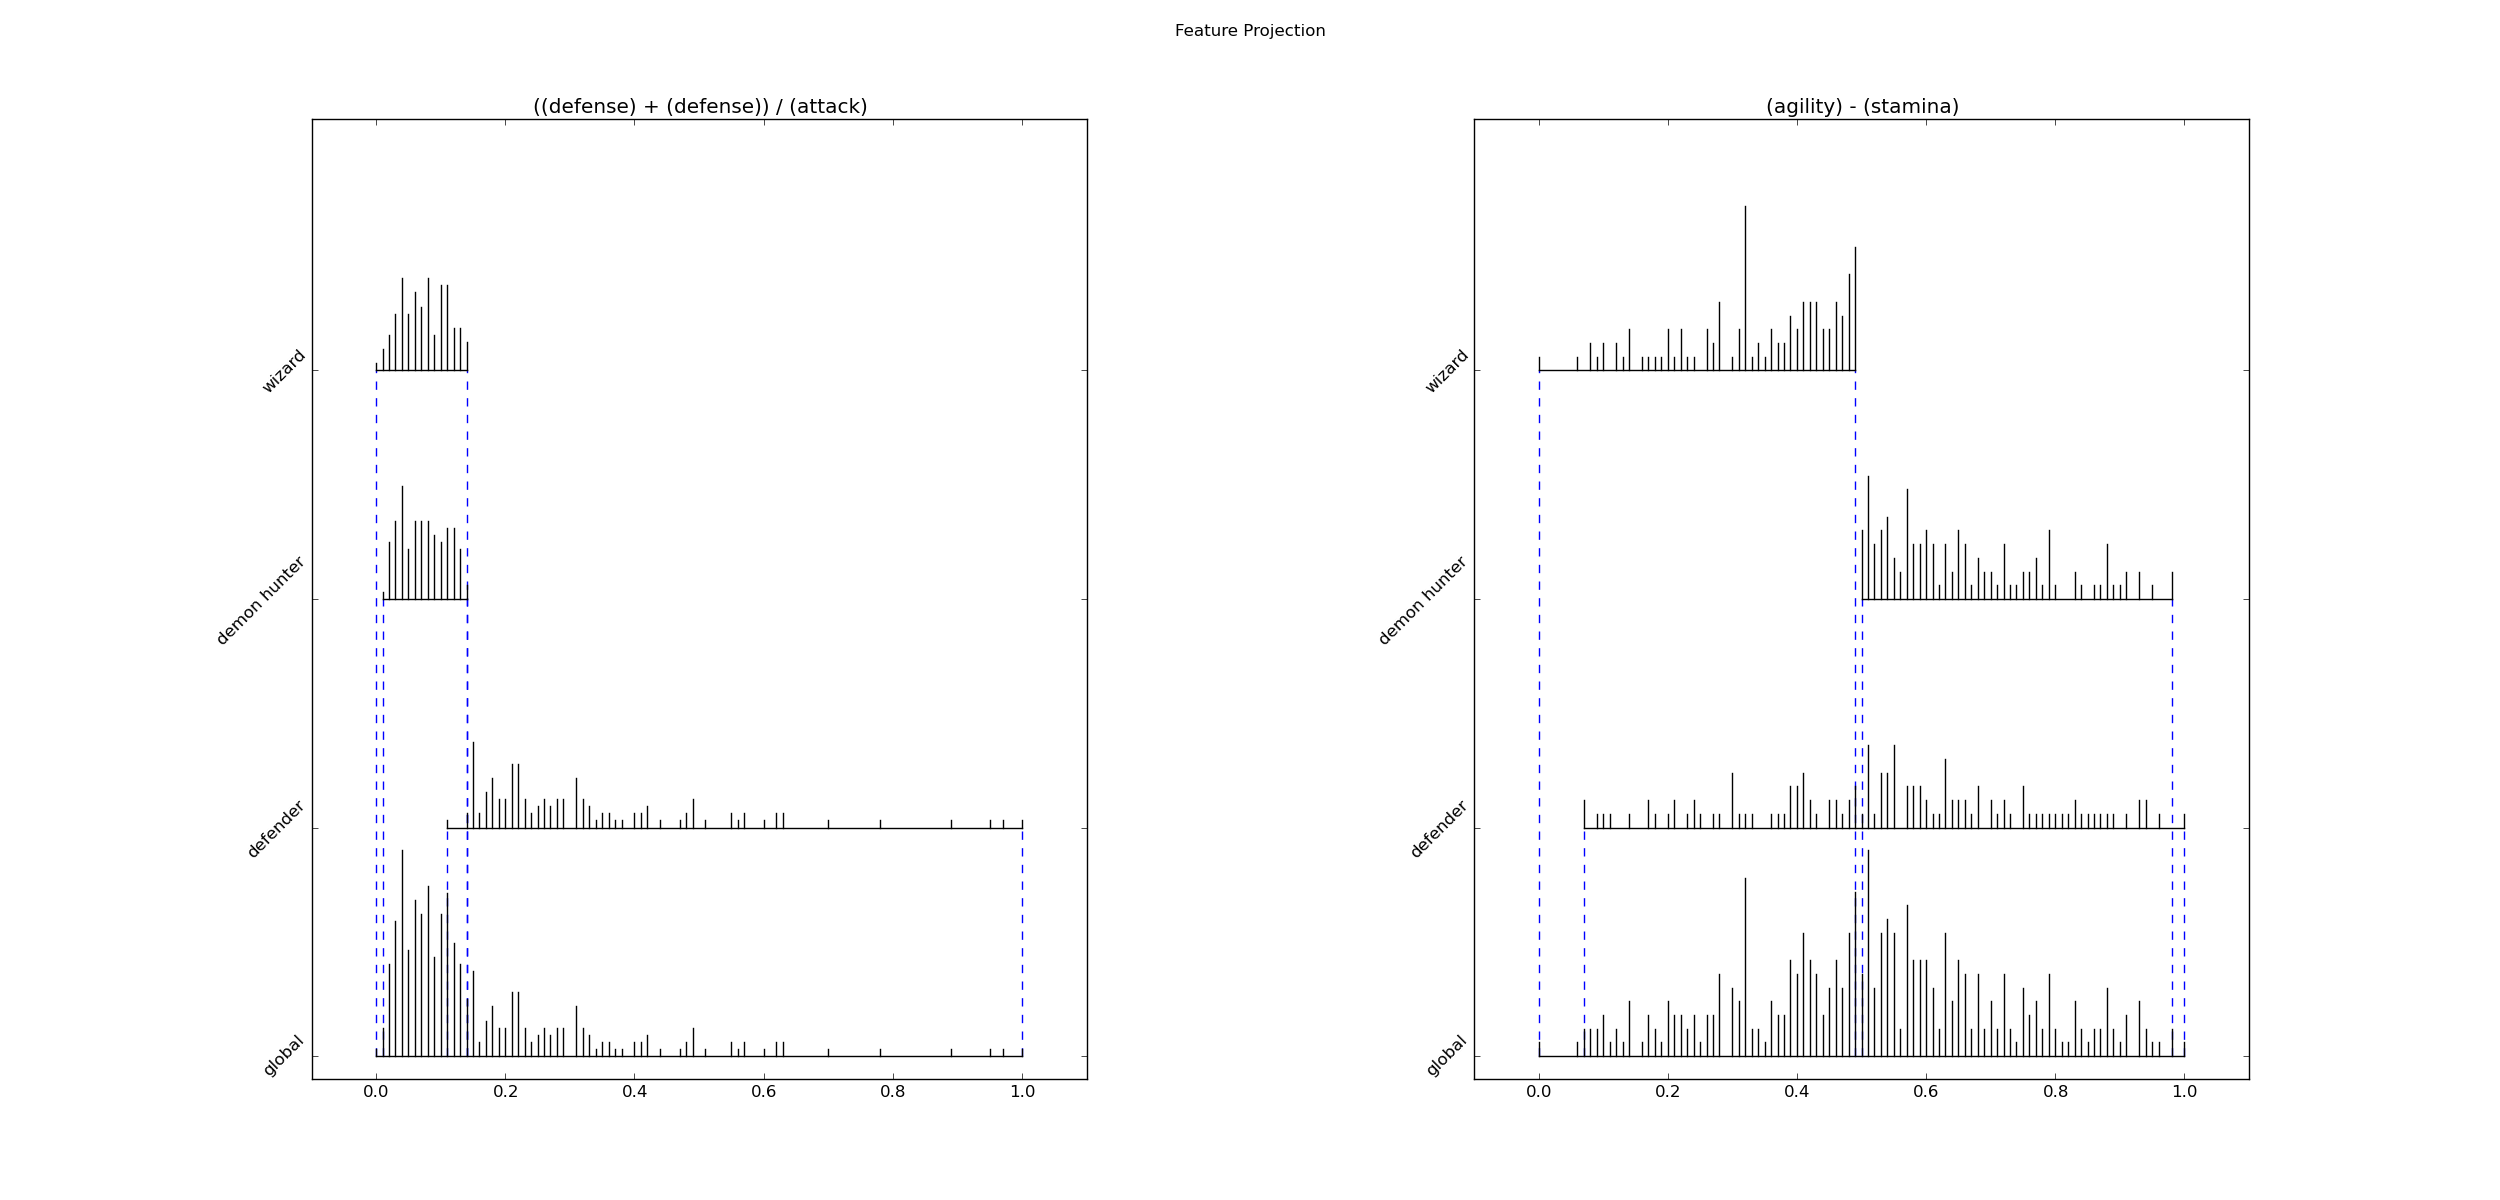 Feature Projection
((defense) + (defense)) / (attack)
wizard
demon hunter
defender
global
0.0 0.2 0.4 0.6 0.8 1.0
(agility) - (stamina)
wizard
demon hunter
defender
global
0.0 0.2 0.4 0.6 0.8 1.0